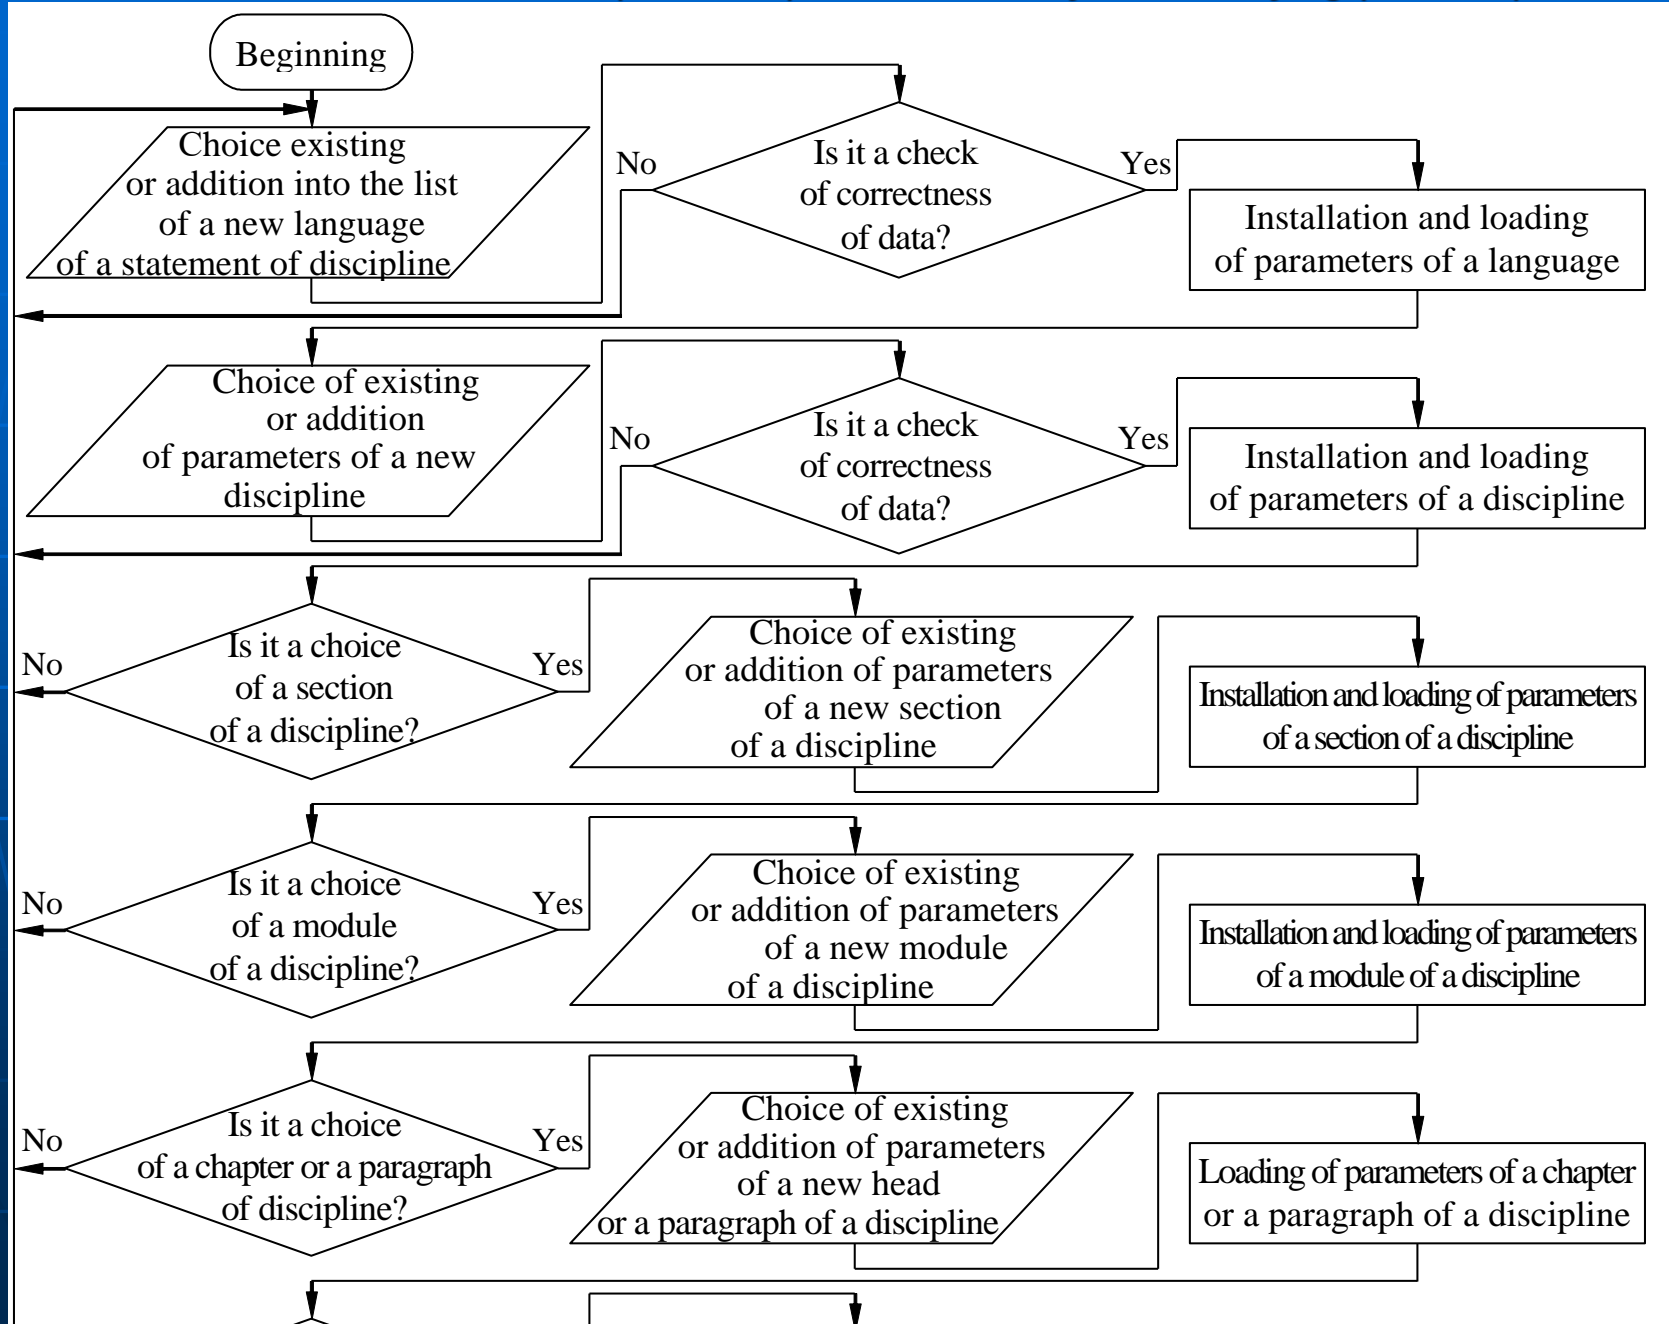 Beginning
Choice existing
or addition into the list
of a new language
of a statement of discipline
No
Is it a check
of correctness
of data?
Yes
Installation and loading
of parameters of a language
Choice of existing
or addition
of parameters of a new
discipline
No
Is it a check
of correctness
of data?
Yes
Installation and loading
of parameters of a discipline
No
Is it a choice
of a section
of a discipline?
Yes
Choice of existing
or addition of parameters
of a new section
of a discipline
Installation and loading of parameters
of a section of a discipline
No
Is it a choice
of a module
of a discipline?
Yes
Choice of existing
or addition of parameters
of a new module
of a discipline
Installation and loading of parameters
of a module of a discipline
No
Is it a choice
of a chapter or a paragraph
of discipline?
Yes
Choice of existing
or addition of parameters
of a new head
or a paragraph of a discipline
Loading of parameters of a chapter
or a paragraph of a discipline